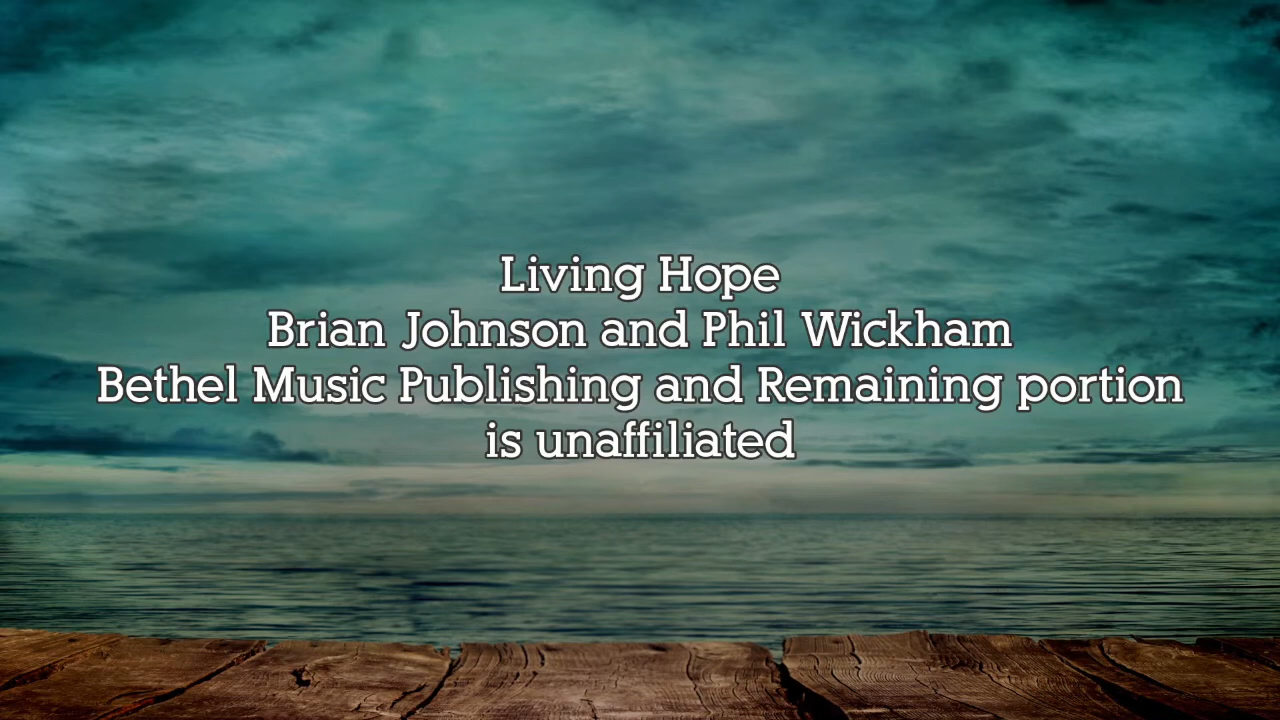 Living Hope
Brian Johnson and Phil Wickham
Bethel Music Publishing and Remaining portion
is unaffiliated